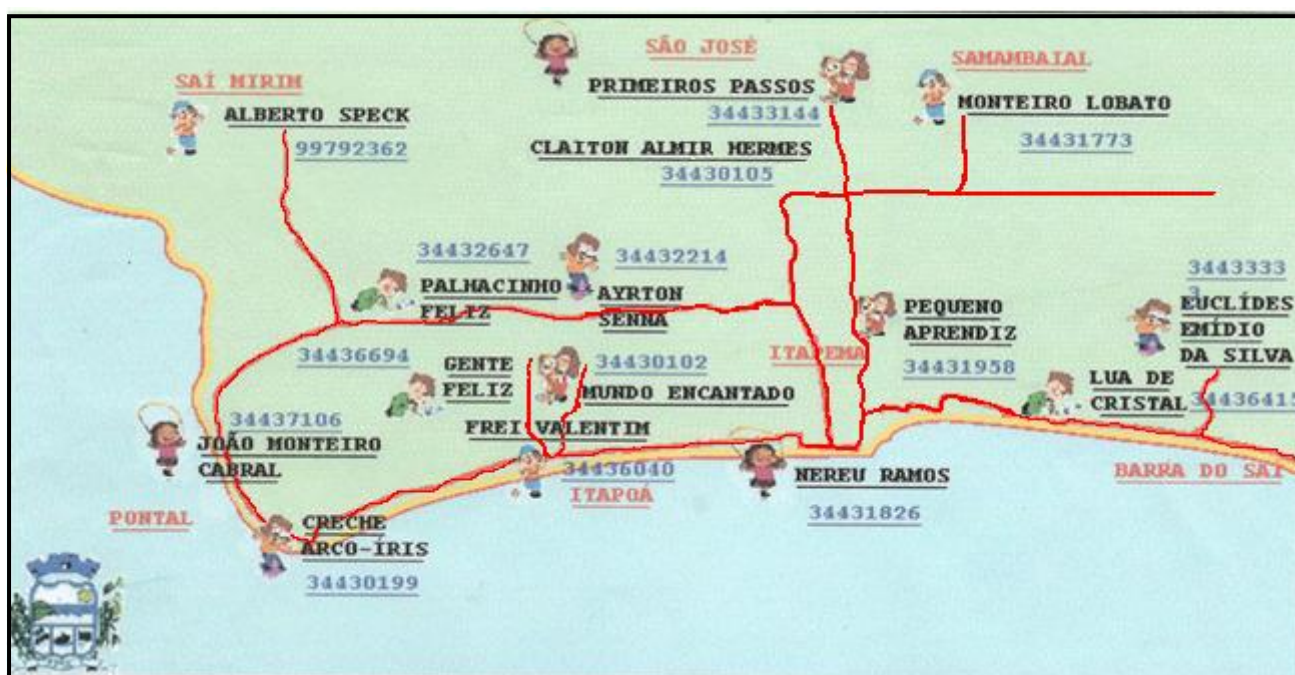 SÃO JOSÉ
SAMAMBAIAL
SAÍ MIRIM
PRIMEIROS PASSOS
MONTEIRO LOBATO
ALBERTO SPECK
34433144
34431773
99792362
CLAITON ALMIR HERMES
34430105
34432647
34432214
3443333
3
PALHACINHO
FELIZ
AYRTON
SENNA
PEQUENO
APRENDIZ
EUCLÍDES
EMÍDIO
DA SILVA
34436694
GENTE
FELIZ
34430102
ITAPEMA
34431958
MUNDO ENCANTADO
LUA DE
CRISTAL
34436415
34437106
JOÃO MONTEIRO
CABRAL
FREI VALENTIM
34436040
ITAPOÁ
NEREU RAMOS
BARRA DO SAÍ
34431826
PONTAL
CRECHE
ARCO-ÍRIS
34430199